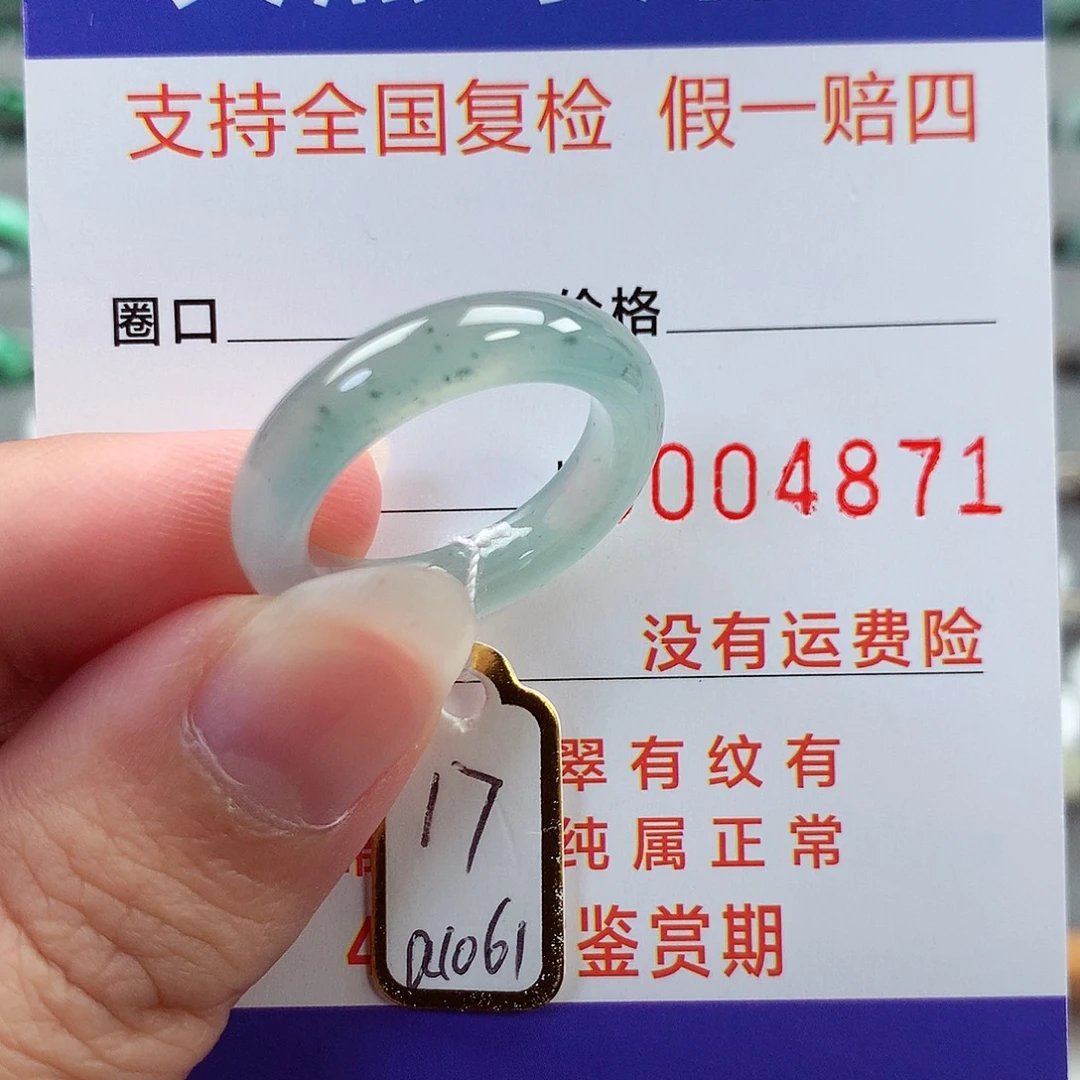 支持全国复检 假一赔四
圈口
价格
004871
没有运费险
翠有纹有
纯属正常
鉴赏期
17